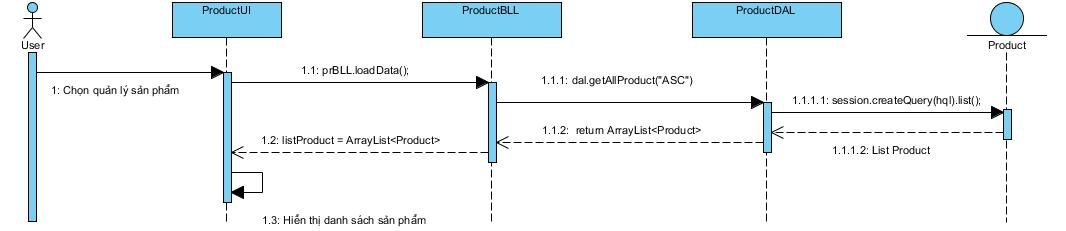 ProductUI
ProductBLL
ProductDAL
User
Product
1: Chọn quản lý sản phẩm
1.1: prBLL.loadData();
1.1.1: dal.getAllProduct("ASC")
1.1.1.1: session.createQuery(hql).list();
1.1.1.2: List Product
1.1.2: return ArrayList<Product>
1.2: listProduct = ArrayList<Product>
1.3: Hiển thị danh sách sản phẩm